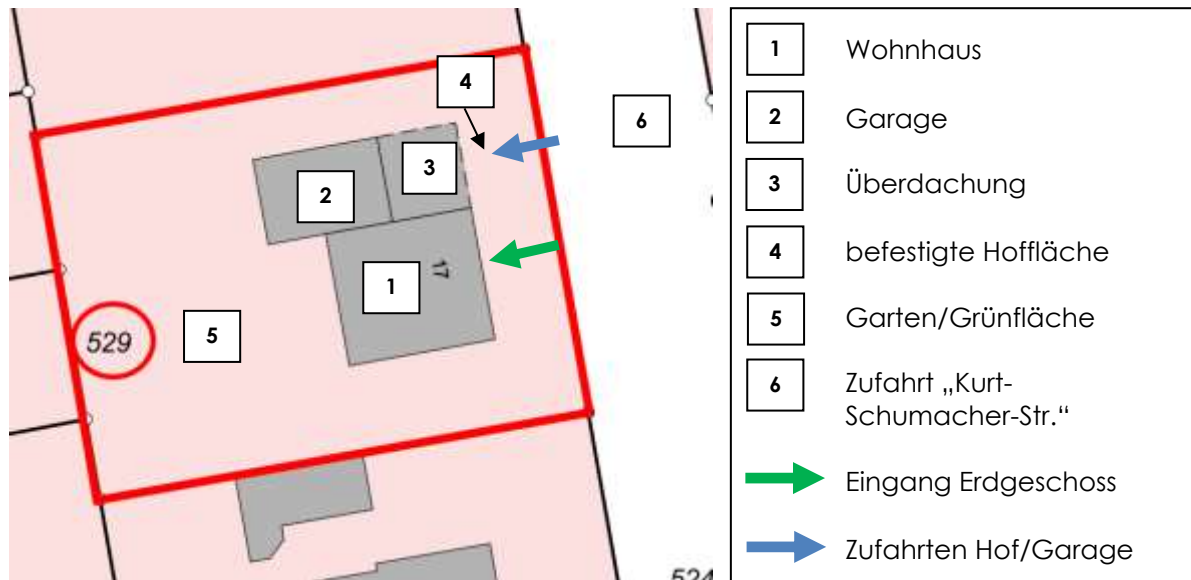 4
6
3
2
17
1
5
529
1 Wohnhaus
2 Garage
3 Überdachung
4 befestigte Hoffläche
5 Garten/Grünfläche
6 Zufahrt „Kurt-
Schumacher-Str.“
Eingang Erdgeschoss
Zufahrten Hof/Garage